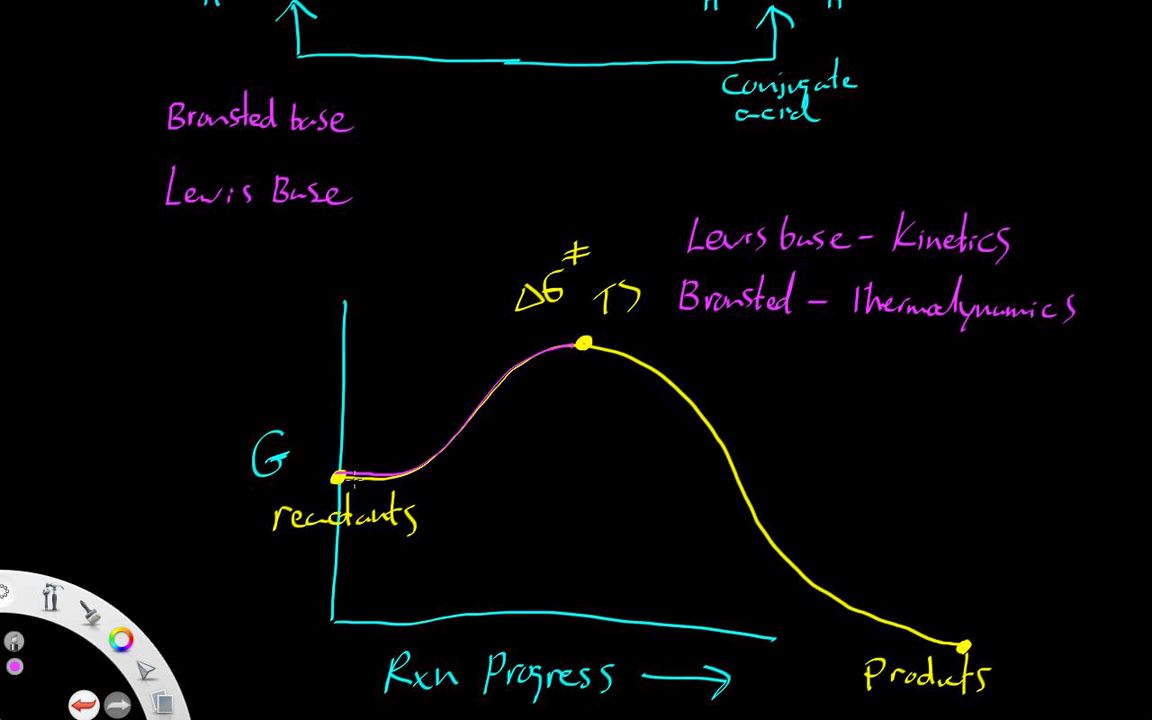 Conjugate
acid
Bronsted base
Lewis Base
Lewis base - Kinetics
Bronsted - Thermodynamics
ΔG ‡
TS
G
reactants
Rxn Progress →
Products